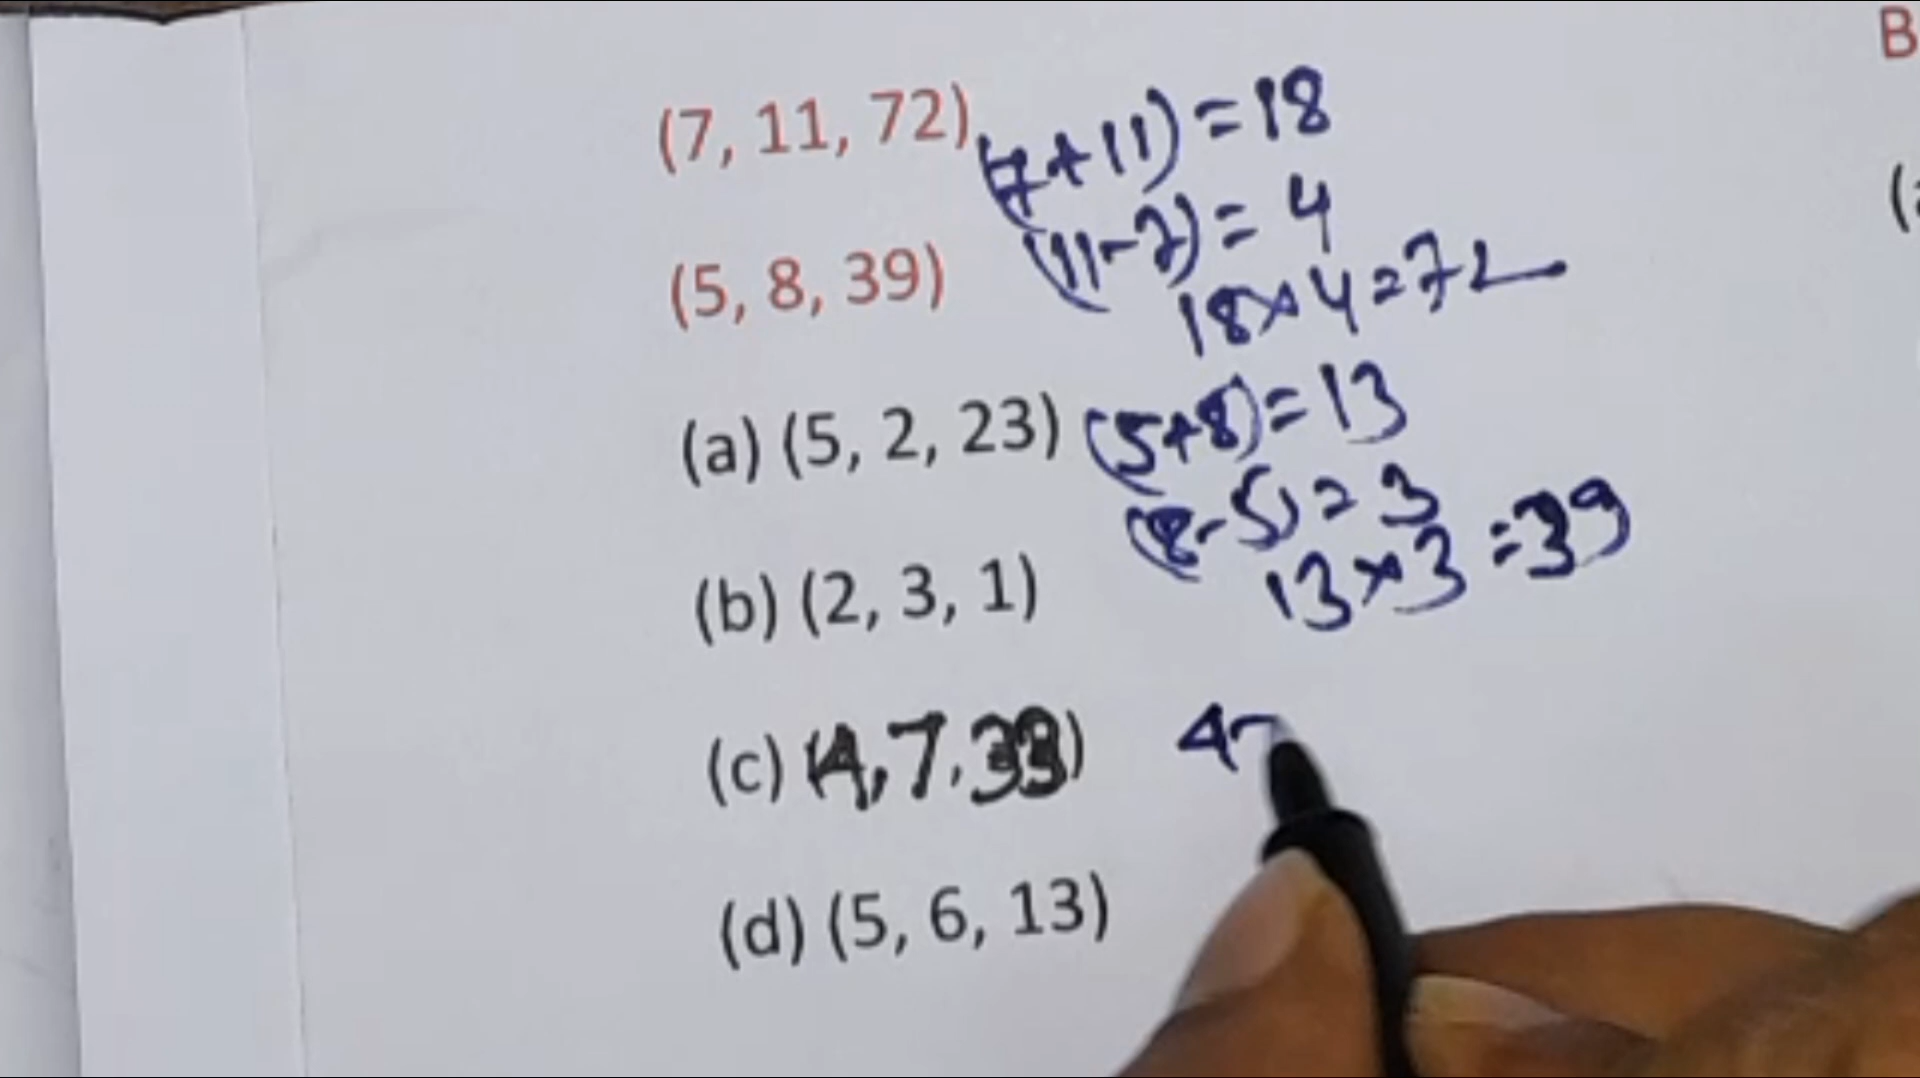 (7, 11, 72) (7+11) = 18
(11-7) = 4
(5, 8, 39) 18×4=72
(a) (5, 2, 23) (5+8) = 13
(8-5) = 3
(b) (2, 3, 1) 13×3 = 39
(c) (4, 7, 33) 4
(d) (5, 6, 13)
B
(